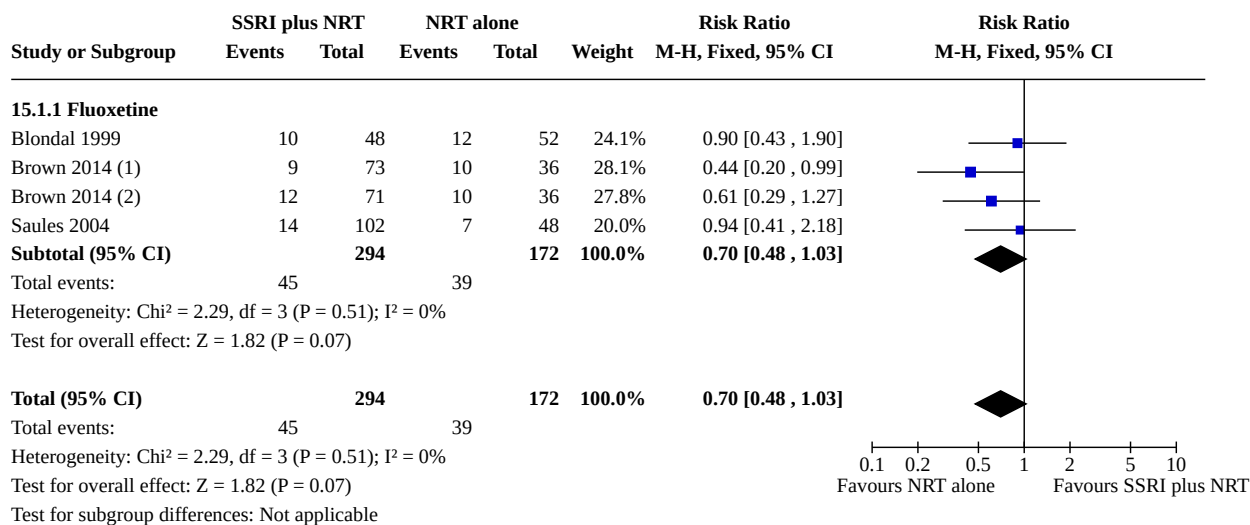 SSRI plus NRT NRT alone Risk Ratio Risk Ratio
Study or Subgroup Events Total Events Total Weight M-H, Fixed, 95% CI M-H, Fixed, 95% CI
15.1.1 Fluoxetine
Blondal 1999 10 48 12 52 24.1% 0.90 [0.43 , 1.90]
Brown 2014 (1) 9 73 10 36 28.1% 0.44 [0.20 , 0.99]
Brown 2014 (2) 12 71 10 36 27.8% 0.61 [0.29 , 1.27]
Saules 2004 14 102 7 48 20.0% 0.94 [0.41 , 2.18]
Subtotal (95% CI) 294 172 100.0% 0.70 [0.48 , 1.03]
Total events: 45 39
Heterogeneity: Chi² = 2.29, df = 3 (P = 0.51); I² = 0%
Test for overall effect: Z = 1.82 (P = 0.07)
Total (95% CI) 294 172 100.0% 0.70 [0.48 , 1.03]
Total events: 45 39
Heterogeneity: Chi² = 2.29, df = 3 (P = 0.51); I² = 0%
0.1 0.2 0.5 1 2 5 10
Test for overall effect: Z = 1.82 (P = 0.07) Favours NRT alone Favours SSRI plus NRT
Test for subgroup differences: Not applicable